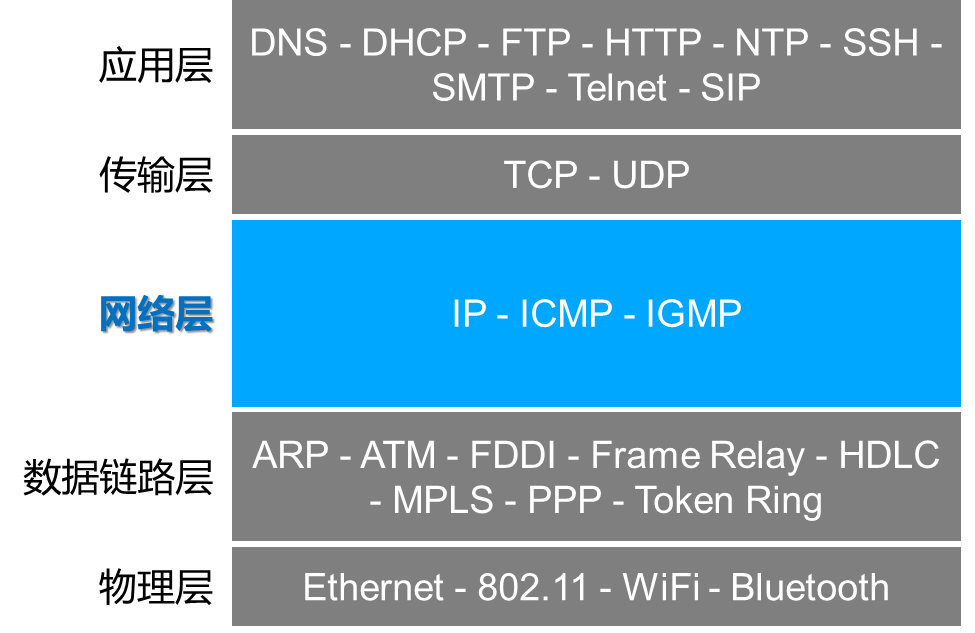 应用层
DNS - DHCP - FTP - HTTP - NTP - SSH -
SMTP - Telnet - SIP
传输层
TCP - UDP
网络层
IP - ICMP - IGMP
数据链路层
ARP - ATM - FDDI - Frame Relay - HDLC
- MPLS - PPP - Token Ring
物理层
Ethernet - 802.11 - WiFi - Bluetooth